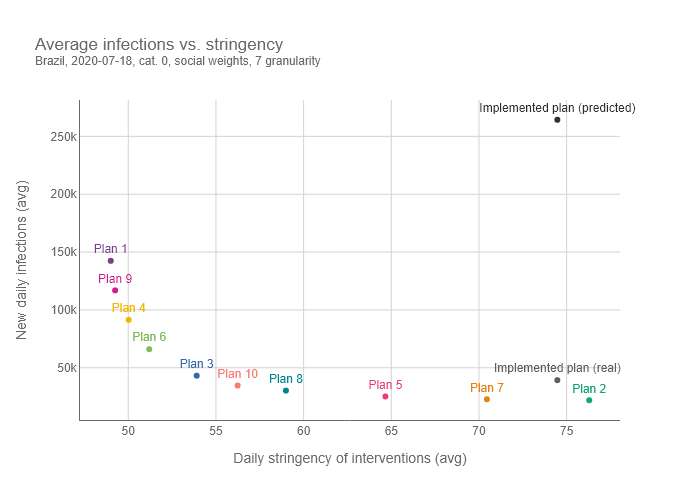 Average infections vs. stringency
Brazil, 2020-07-18, cat. 0, social weights, 7 granularity
Implemented plan (predicted)
250k
200k
150k
100k
50k
New daily infections (avg)
Plan 1
Plan 9
Plan 4
Plan 6
Plan 3
Plan 10
Plan 8
Plan 5
Plan 7
Implemented plan (real)
Plan 2
50
55
60
65
70
75
Daily stringency of interventions (avg)